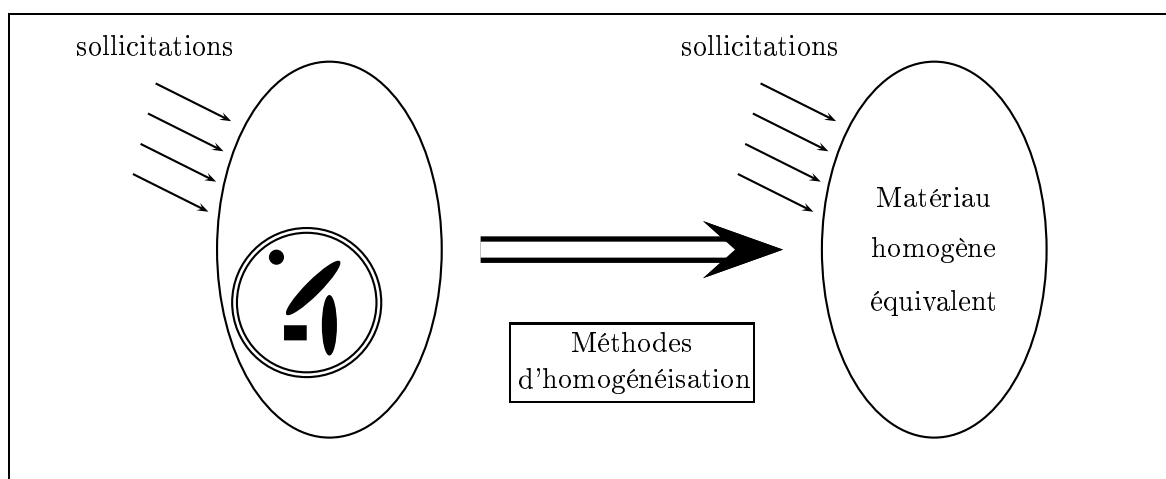 sollicitations
sollicitations
Matériau
homogène
équivalent
Méthodes
d'homogénéisation